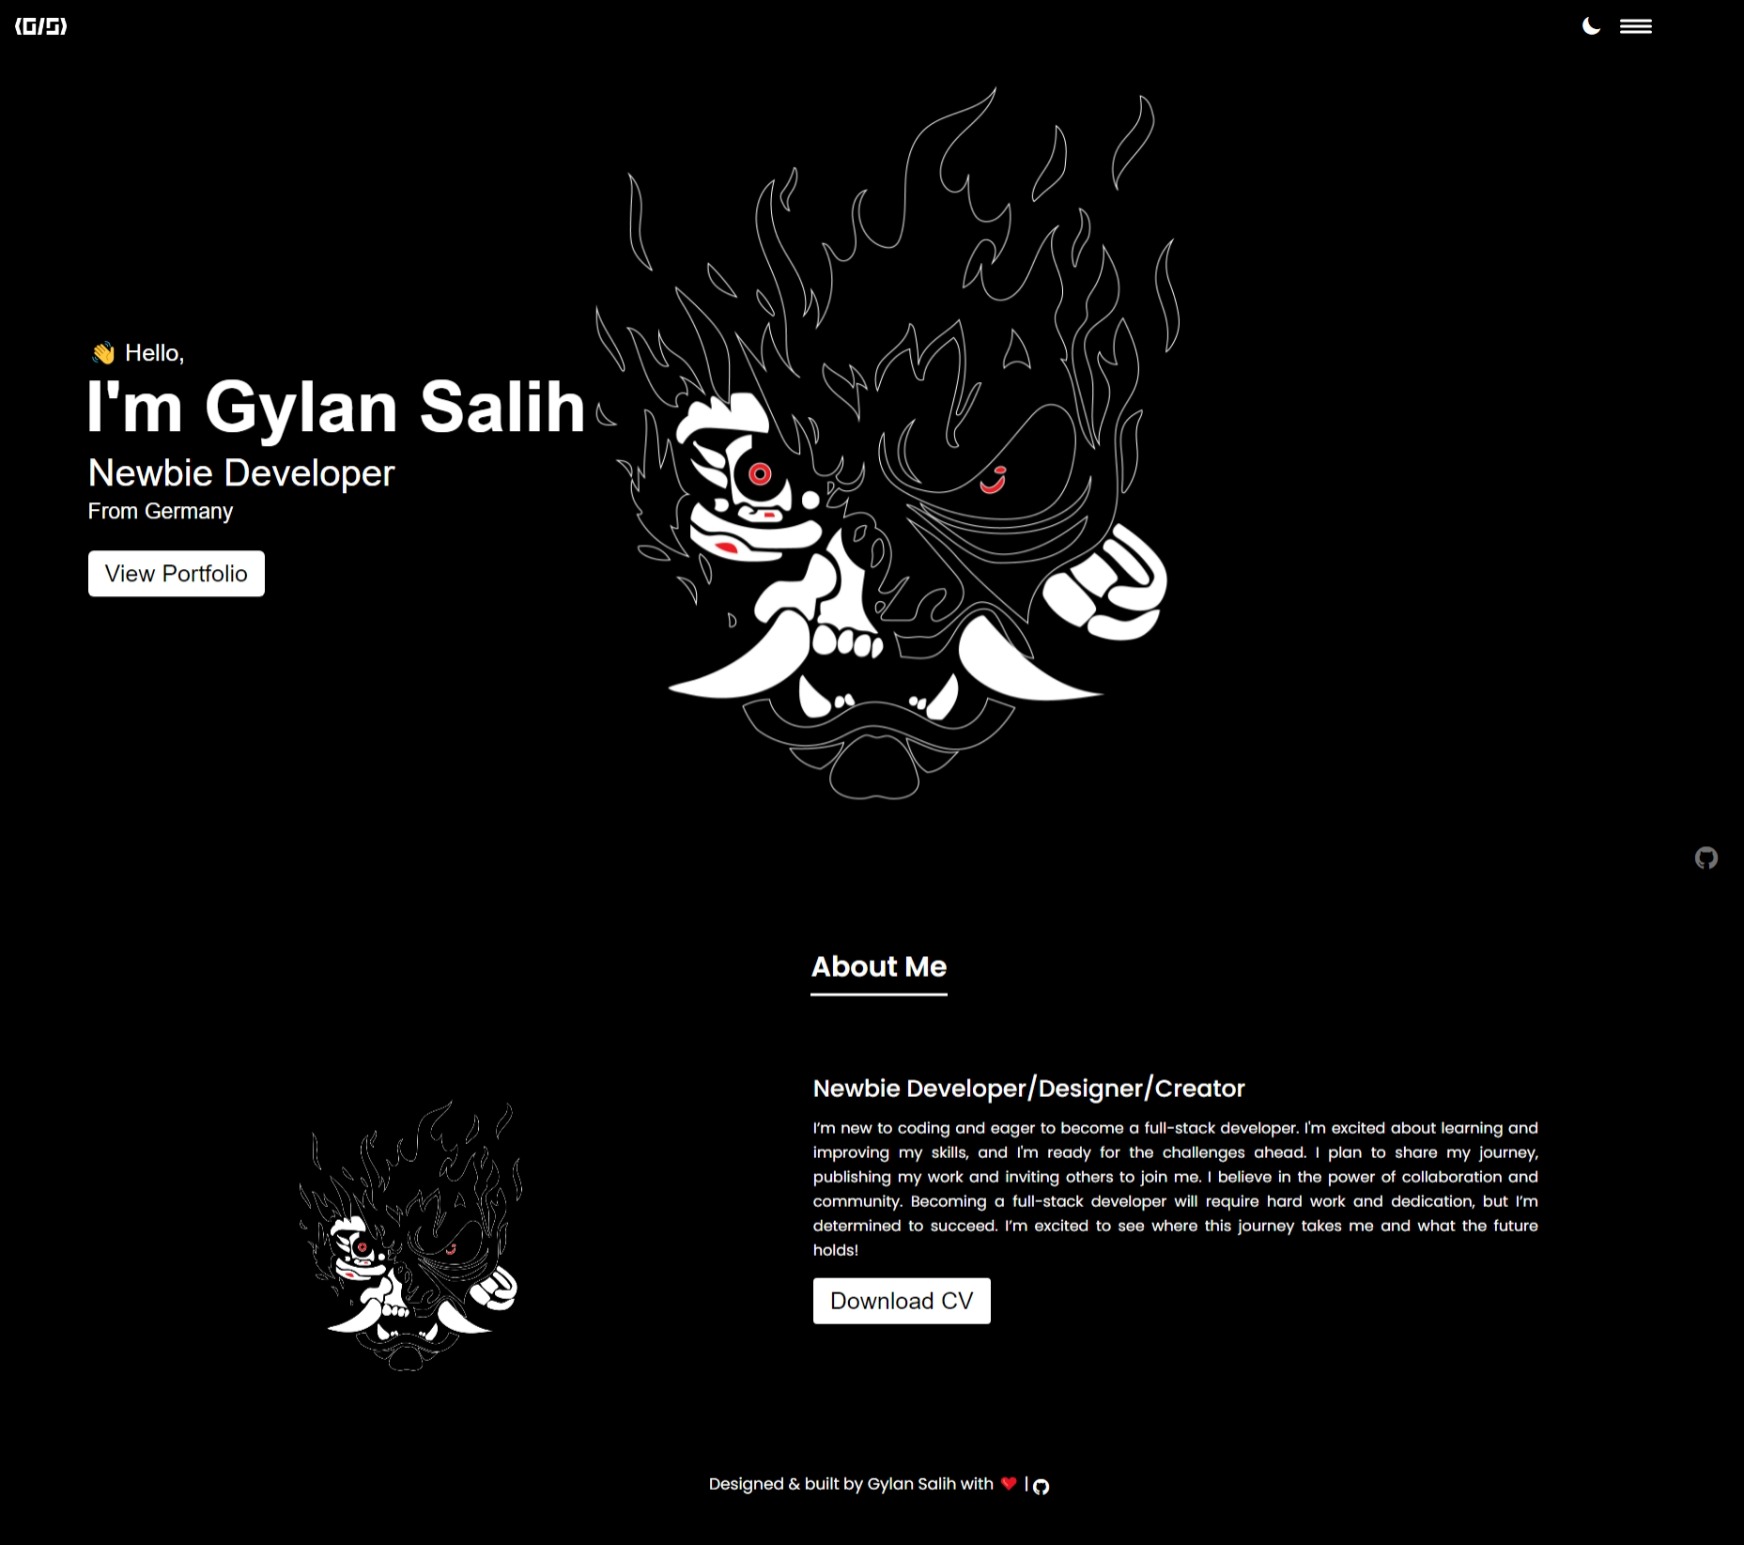 (G/S)
👋 Hello,
I'm Gylan Salih
Newbie Developer
From Germany
View Portfolio
About Me
Newbie Developer/Designer/Creator
I’m new to coding and eager to become a full-stack developer. I'm excited about learning and
improving my skills, and I'm ready for the challenges ahead. I plan to share my journey,
publishing my work and inviting others to join me. I believe in the power of collaboration and
community. Becoming a full-stack developer will require hard work and dedication, but I’m
determined to succeed. I’m excited to see where this journey takes me and what the future
holds!
Download CV
Designed & built by Gylan Salih with ❤ |